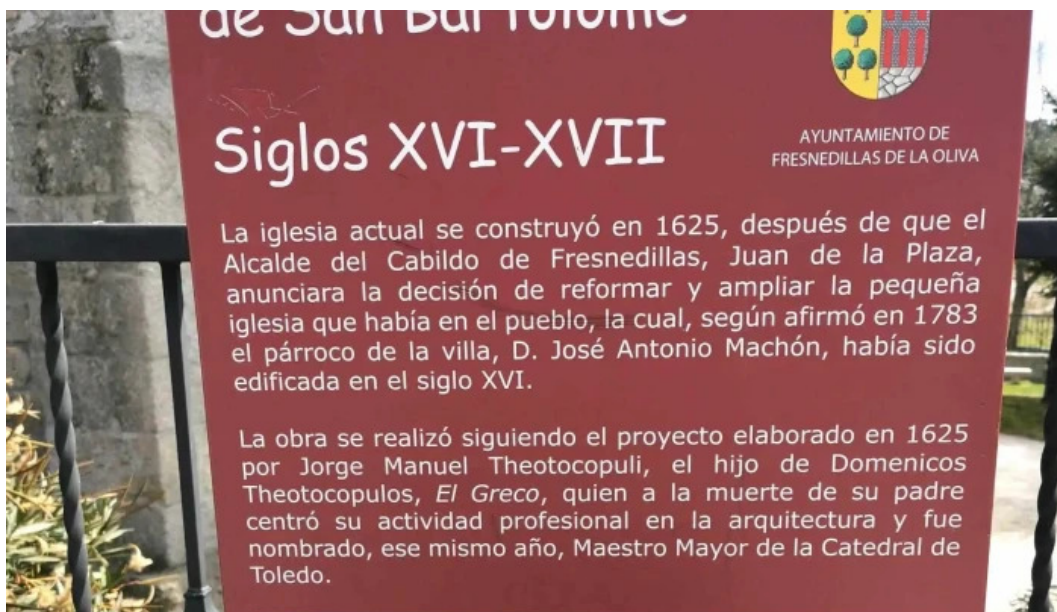 de San Bartolomé
Siglos XVI-XVII
AYUNTAMIENTO DE
FRESNEDILLAS DE LA OLIVA
La iglesia actual se construyó en 1625, después de que el
Alcalde del Cabildo de Fresnedillas, Juan de la Plaza,
anunciara la decisión de reformar y ampliar la pequeña
iglesia que había en el pueblo, la cual, según afirmó en 1783
el párroco de la villa, D. José Antonio Machón, había sido
edificada en el siglo XVI.
La obra se realizó siguiendo el proyecto elaborado en 1625
por Jorge Manuel Theotocopuli, el hijo de Domenicos
Theotocopulos, El Greco, quien a la muerte de su padre
centró su actividad profesional en la arquitectura y fue
nombrado, ese mismo año, Maestro Mayor de la Catedral de
Toledo.